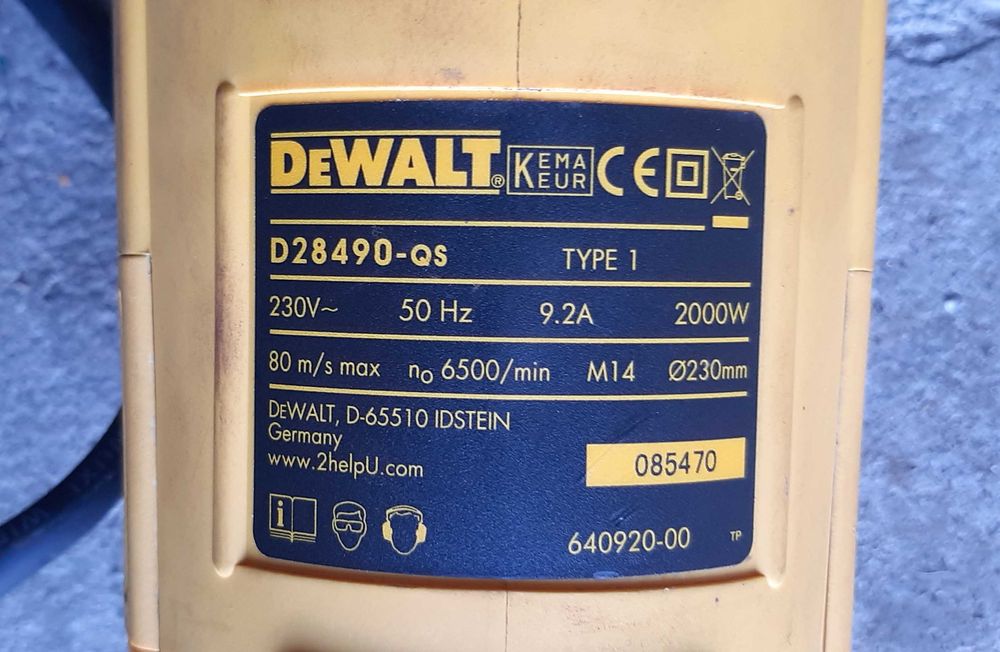 DEWALT® KEMA KEUR CE
D28490-QS TYPE 1
230V~ 50 Hz 9.2A 2000W
80 m/s max no 6500/min M14 Ø230mm
DEWALT, D-65510 IDSTEIN
Germany
www.2helpU.com
085470
i
640920-00 TP